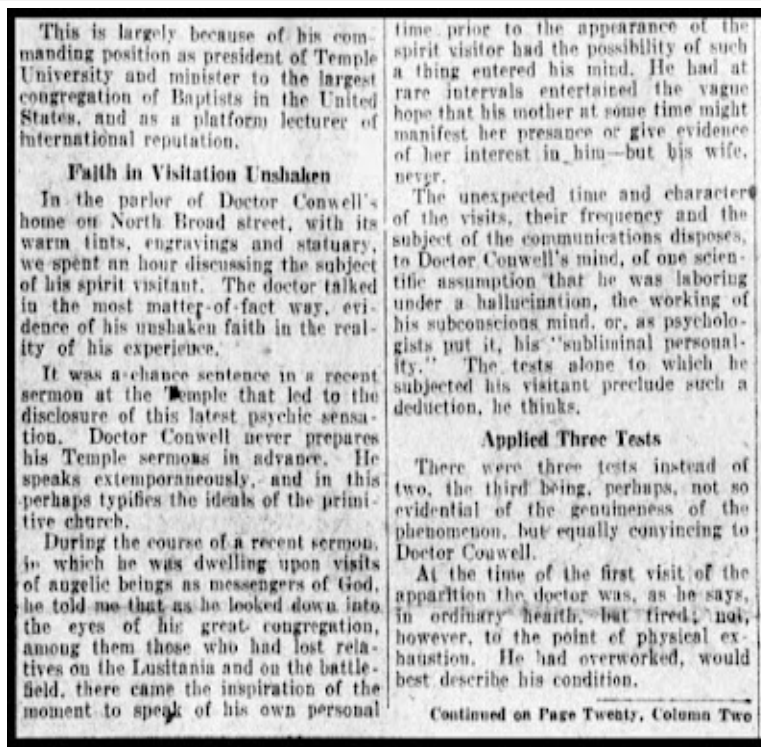 This is largely because of his com-
manding position as president of Temple
University and minister to the largest
congregation of Baptists in the United
States, and as a platform lecturer of
international reputation.
Faith in Visitation Unshaken
In the parlor of Doctor Conwell's
home on North Broad street, with its
warm tints, engravings and statuary,
we spent an hour discussing the subject
of his spirit visitant. The doctor talked
in the most matter-of-fact way, evi-
dence of his unshaken faith in the real-
ity of his experience.
It was a chance sentence in a recent
sermon at the Temple that led to the
disclosure of this latest psychic sensa-
tion. Doctor Conwell never prepares
his Temple sermons in advance. He
speaks extemporaneously, and in this
perhaps typifies the ideals of the primi-
tive church.
During the course of a recent sermon,
in which he was dwelling upon visits
of angelic beings as messengers of God,
he told me that as he looked down into
the eyes of his great congregation,
among them those who had lost rela-
tives on the Lusitania and on the battle-
field, there came the inspiration of the
moment to speak of his own personal
time prior to the appearance of the
spirit visitor had the possibility of such
a thing entered his mind. He had at
rare intervals entertained the vague
hope that his mother at some time might
manifest her presance or give evidence
of her interest in him—but his wife,
never.
The unexpected time and character
of the visits, their frequency and the
subject of the communications disposes,
to Doctor Conwell's mind, of one scien-
tific assumption that he was laboring
under a hallucination, the working of
his subconscious mind, or, as psycholo-
gists put it, his "subliminal personal-
ity." The tests alone to which he
subjected his visitant preclude such a
deduction, he thinks.
Applied Three Tests
There were three tests instead of
two, the third being, perhaps, not so
evidential of the genuineness of the
phenomenon, but equally convincing to
Doctor Conwell.
At the time of the first visit of the
apparition the doctor was, as he says,
in ordinary health, but tired; not,
however, to the point of physical ex-
haustion. He had overworked, would
best describe his condition.
Continued on Page Twenty, Column Two